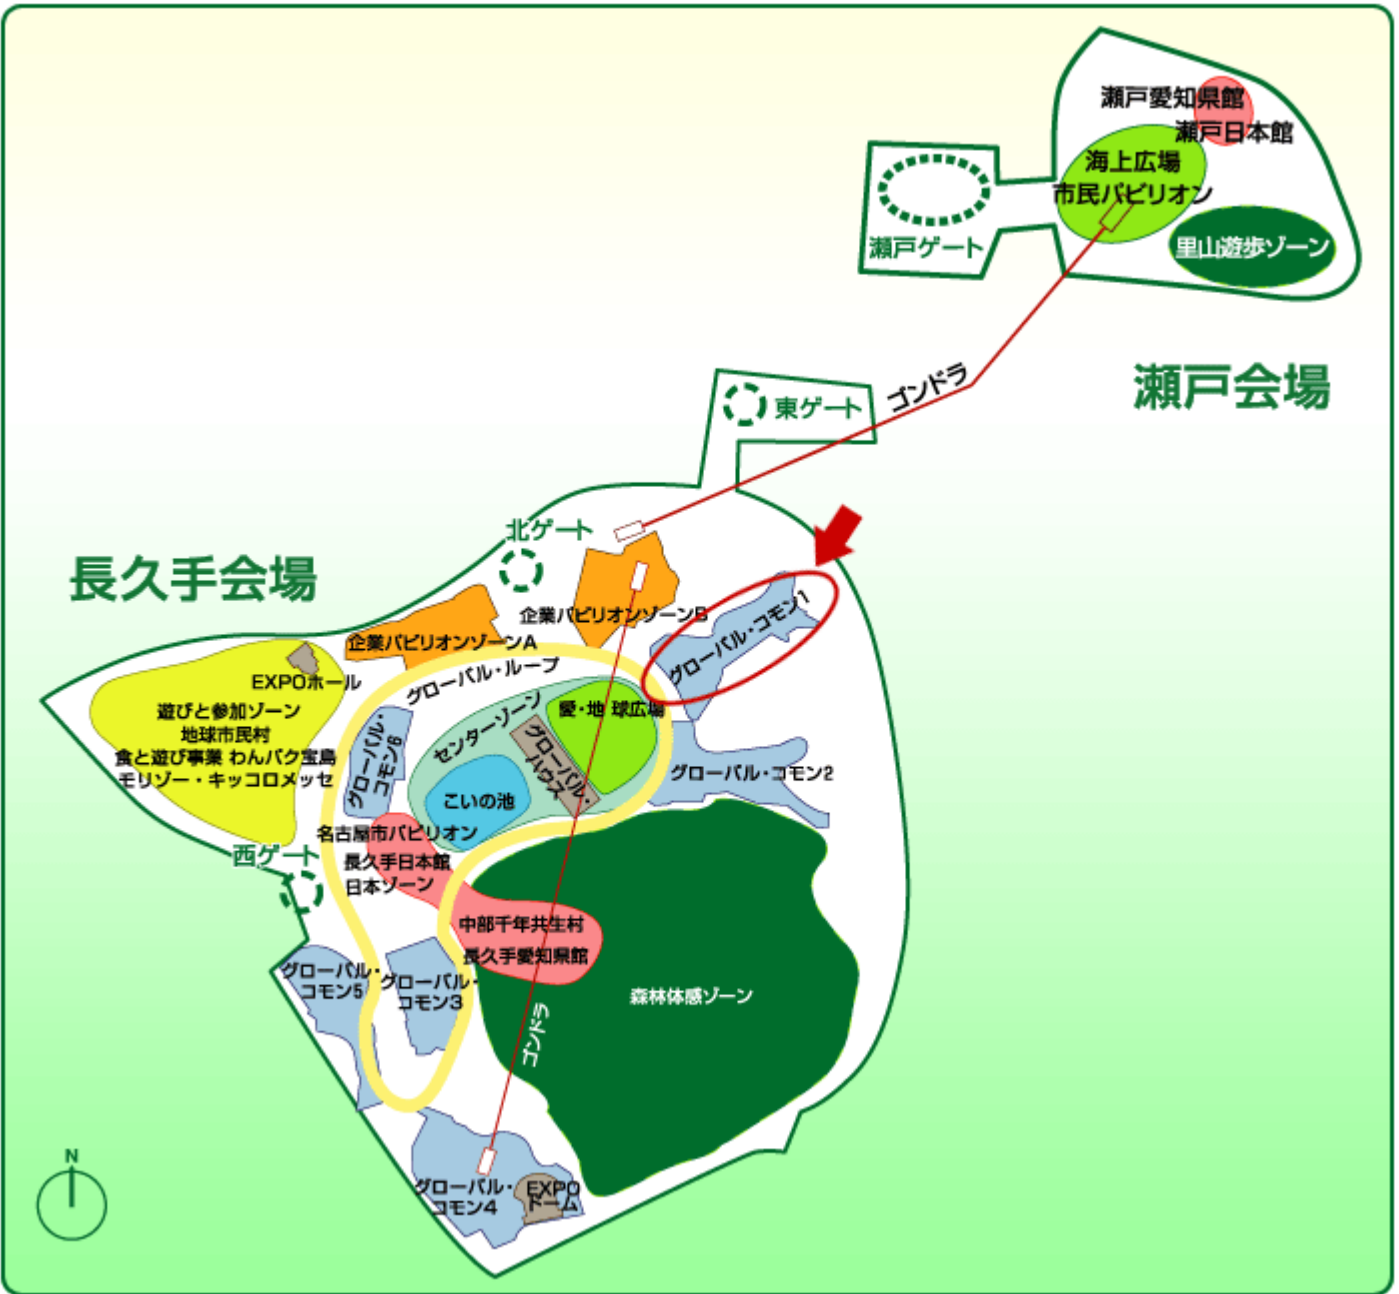 瀬戸愛知県館
瀬戸日本館
海上広場
市民パビリオン
瀬戸ゲート
里山遊歩ゾーン
瀬戸会場
ゴンドラ
東ゲート
北ゲート
長久手会場
企業パビリオンゾーンB
企業パビリオンゾーンA
グローバル・コモン1
グローバル・ループ
EXPOホール
遊びと参加ゾーン
地球市民村
食と遊び事業 わんパク宝島
モリゾー・キッコロメッセ
センターゾーン
愛・地球広場
グローバル・
ハウス
グローバル・
コモン6
こいの池
グローバル・コモン2
名古屋市パビリオン
長久手日本館
日本ゾーン
西ゲート
中部千年共生村
長久手愛知県館
グローバル・
コモン5
グローバル・
コモン3
森林体感ゾーン
ゴンドラ
グローバル・
コモン4
EXPO
ドーム
N